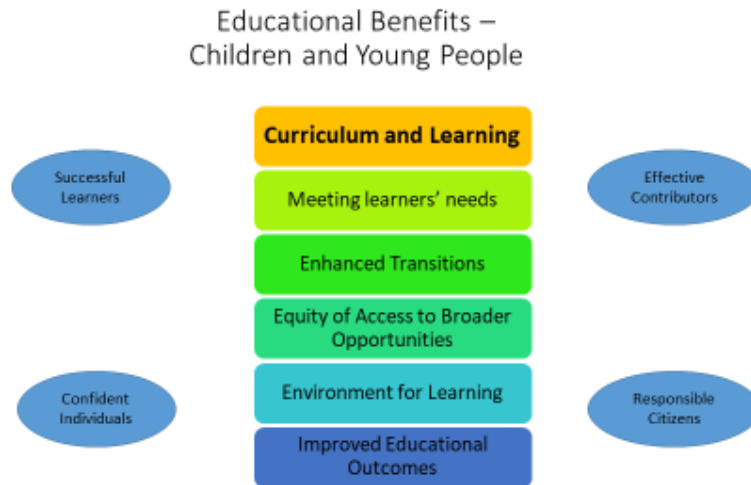 Educational Benefits –
Children and Young People
Curriculum and Learning
Successful
Learners
Effective
Contributors
Meeting learners' needs
Enhanced Transitions
Equity of Access to Broader
Opportunities
Environment for Learning
Confident
Individuals
Responsible
Citizens
Improved Educational
Outcomes